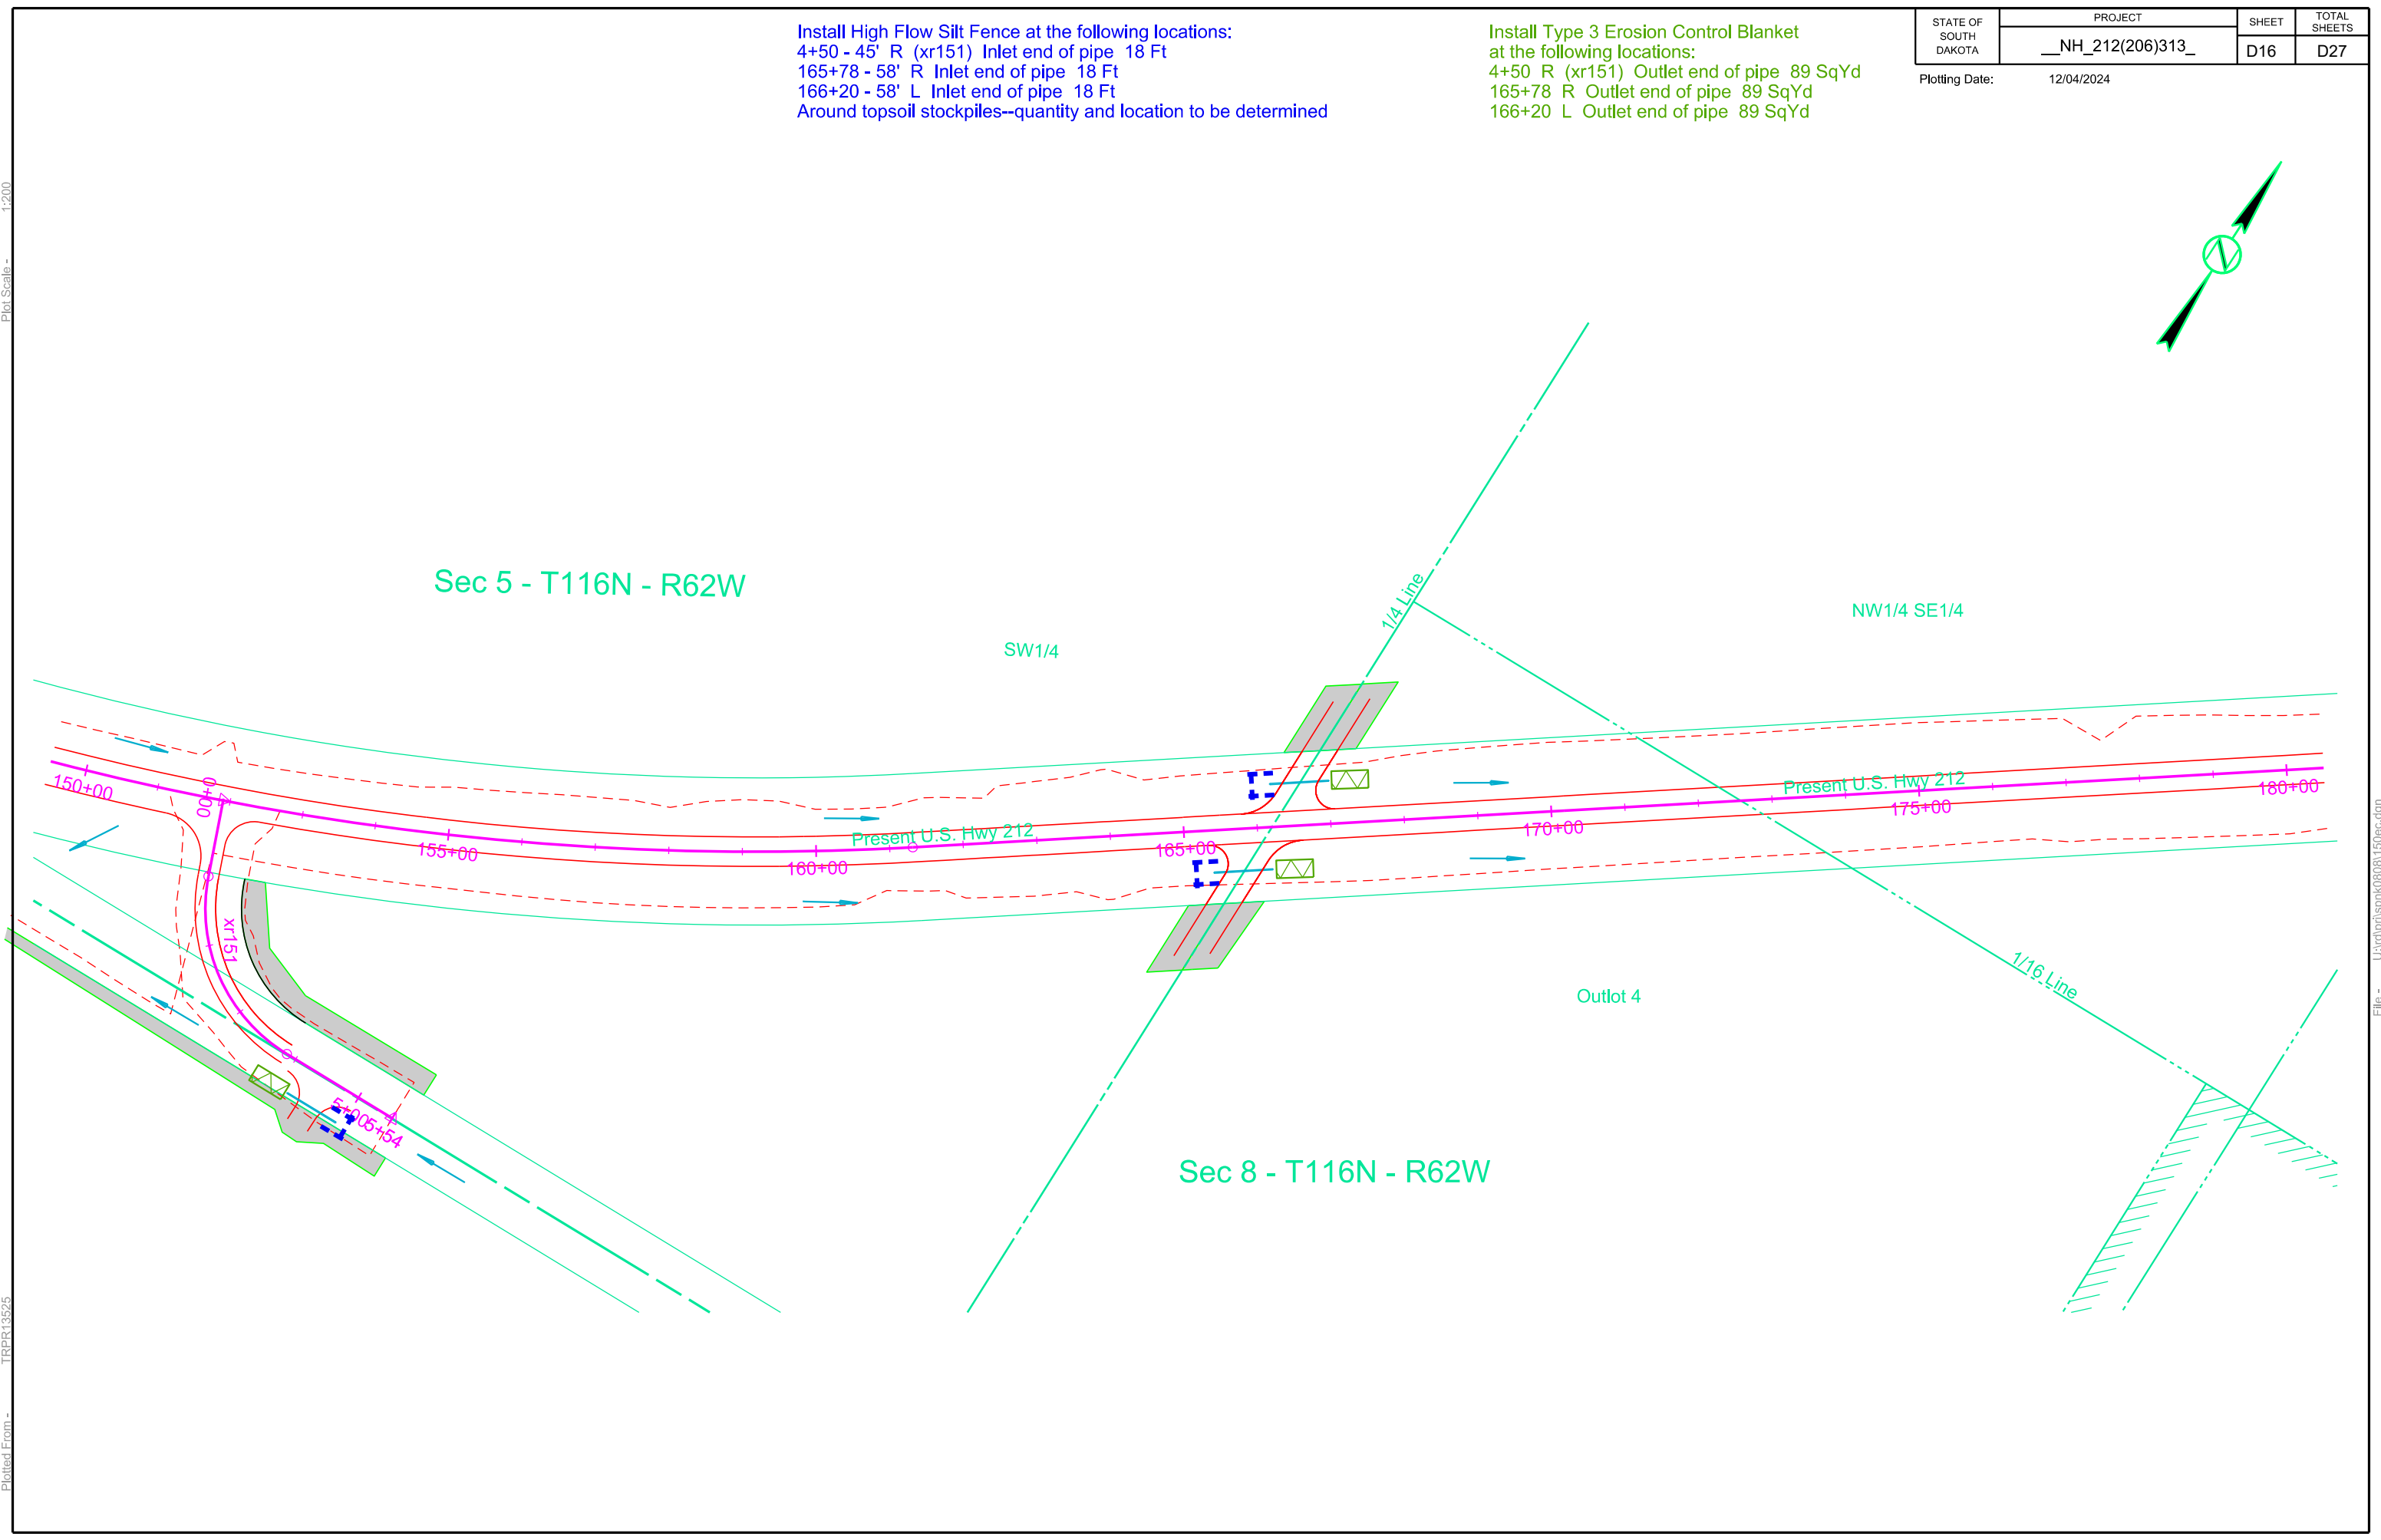 Install High Flow Silt Fence at the following locations:
4+50 - 45' R (xr151) Inlet end of pipe 18 Ft
165+78 - 58' R Inlet end of pipe 18 Ft
166+20 - 58' L Inlet end of pipe 18 Ft
Around topsoil stockpiles--quantity and location to be determined
Install Type 3 Erosion Control Blanket
at the following locations:
4+50 R (xr151) Outlet end of pipe 89 SqYd
165+78 R Outlet end of pipe 89 SqYd
166+20 L Outlet end of pipe 89 SqYd
STATE OF
SOUTH
DAKOTA
PROJECT
__NH_212(206)313_
SHEET
D16
TOTAL
SHEETS
D27
Plotting Date: 12/04/2024
Plot Scale - 1:200
N
Sec 5 - T116N - R62W
SW1/4
1/4 Line
NW1/4 SE1/4
150+00
0+00
155+00
Present U.S. Hwy 212
160+00
165+00
170+00
Present U.S. Hwy 212
175+00
180+00
xr151
5+00
5+54
Outlot 4
1/16 Line
Sec 8 - T116N - R62W
Plotted From - TRPR13525